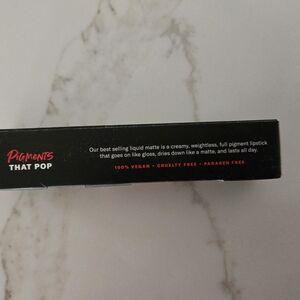 PIGMENTS
THAT POP
Our best selling liquid matte is a creamy, weightless, full pigment lipstick
that goes on like gloss, dries down like a matte, and lasts all day.
100% VEGAN • CRUELTY FREE • PARABEN FREE